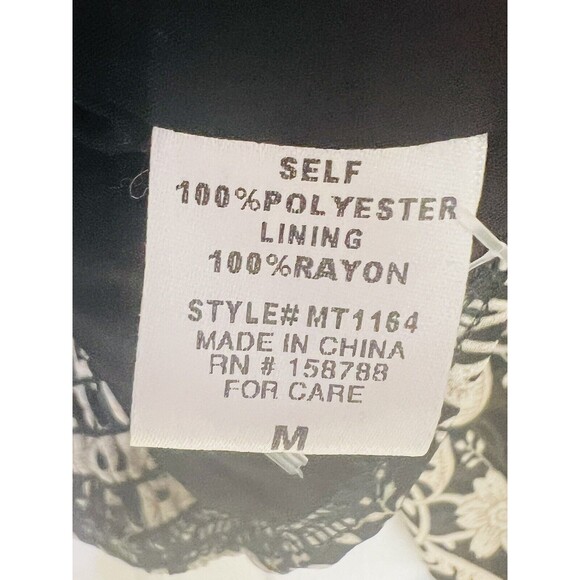 SELF
100%POLYESTER
LINING
100%RAYON
STYLE# MT1164
MADE IN CHINA
RN # 158788
FOR CARE
M